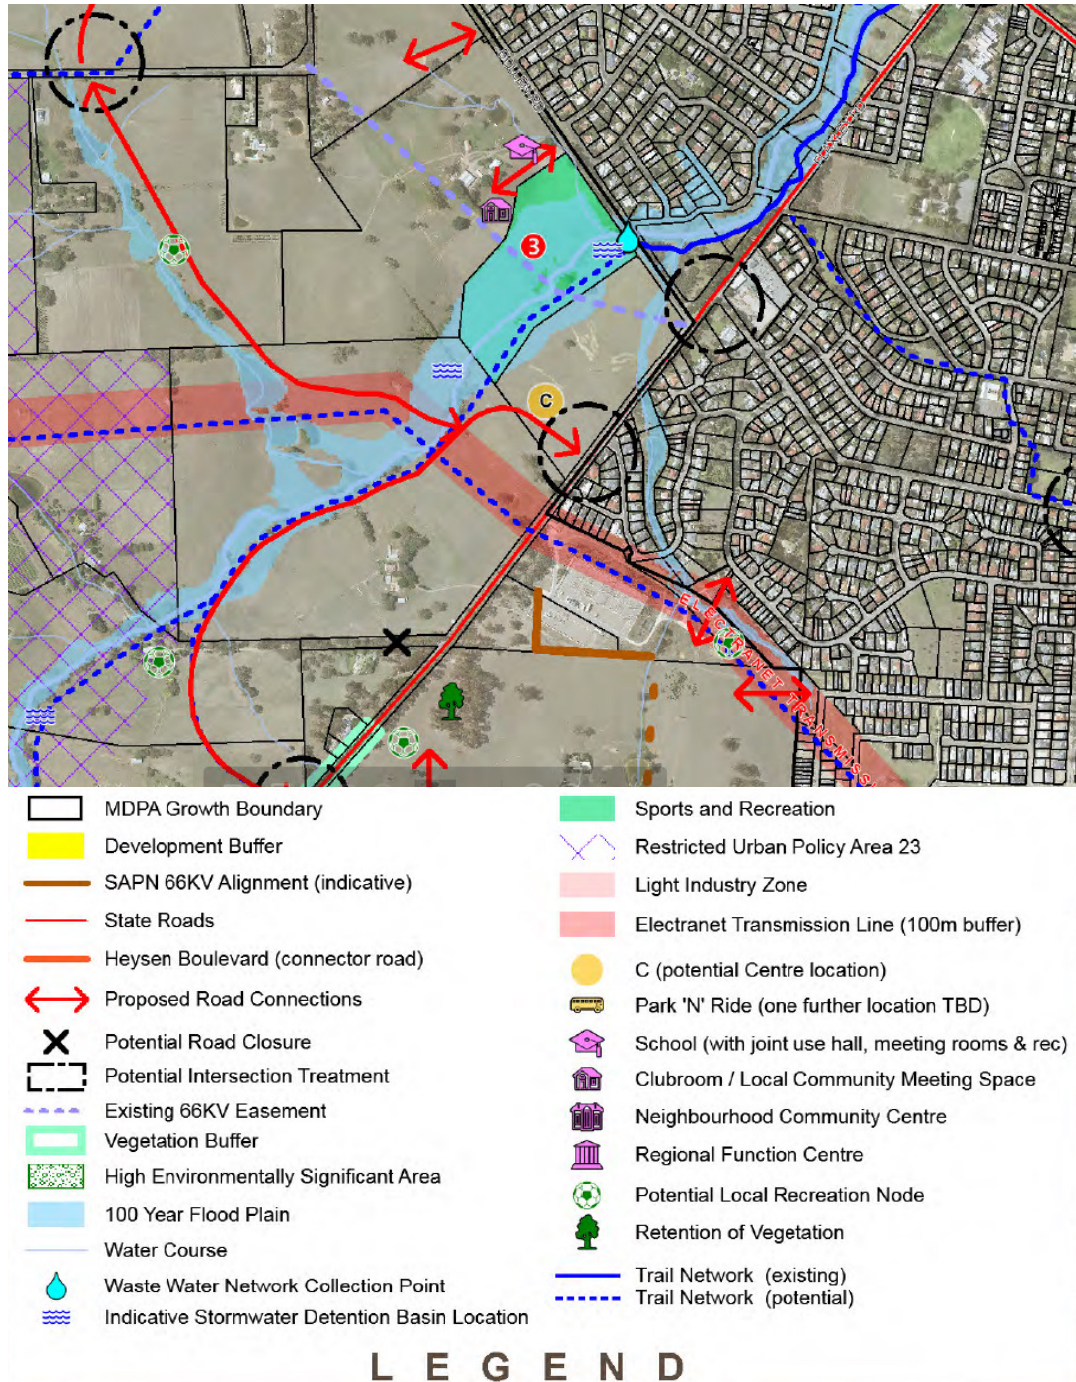 3
C
ELECTRANET TRANSMISS
MDPA Growth Boundary
Development Buffer
SAPN 66KV Alignment (indicative)
State Roads
Heysen Boulevard (connector road)
Proposed Road Connections
Potential Road Closure
Potential Intersection Treatment
Existing 66KV Easement
Vegetation Buffer
High Environmentally Significant Area
100 Year Flood Plain
Water Course
Waste Water Network Collection Point
Indicative Stormwater Detention Basin Location
Sports and Recreation
Restricted Urban Policy Area 23
Light Industry Zone
Electranet Transmission Line (100m buffer)
C (potential Centre location)
Park 'N' Ride (one further location TBD)
School (with joint use hall, meeting rooms & rec)
Clubroom / Local Community Meeting Space
Neighbourhood Community Centre
Regional Function Centre
Potential Local Recreation Node
Retention of Vegetation
Trail Network (existing)
Trail Network (potential)
LEGEND